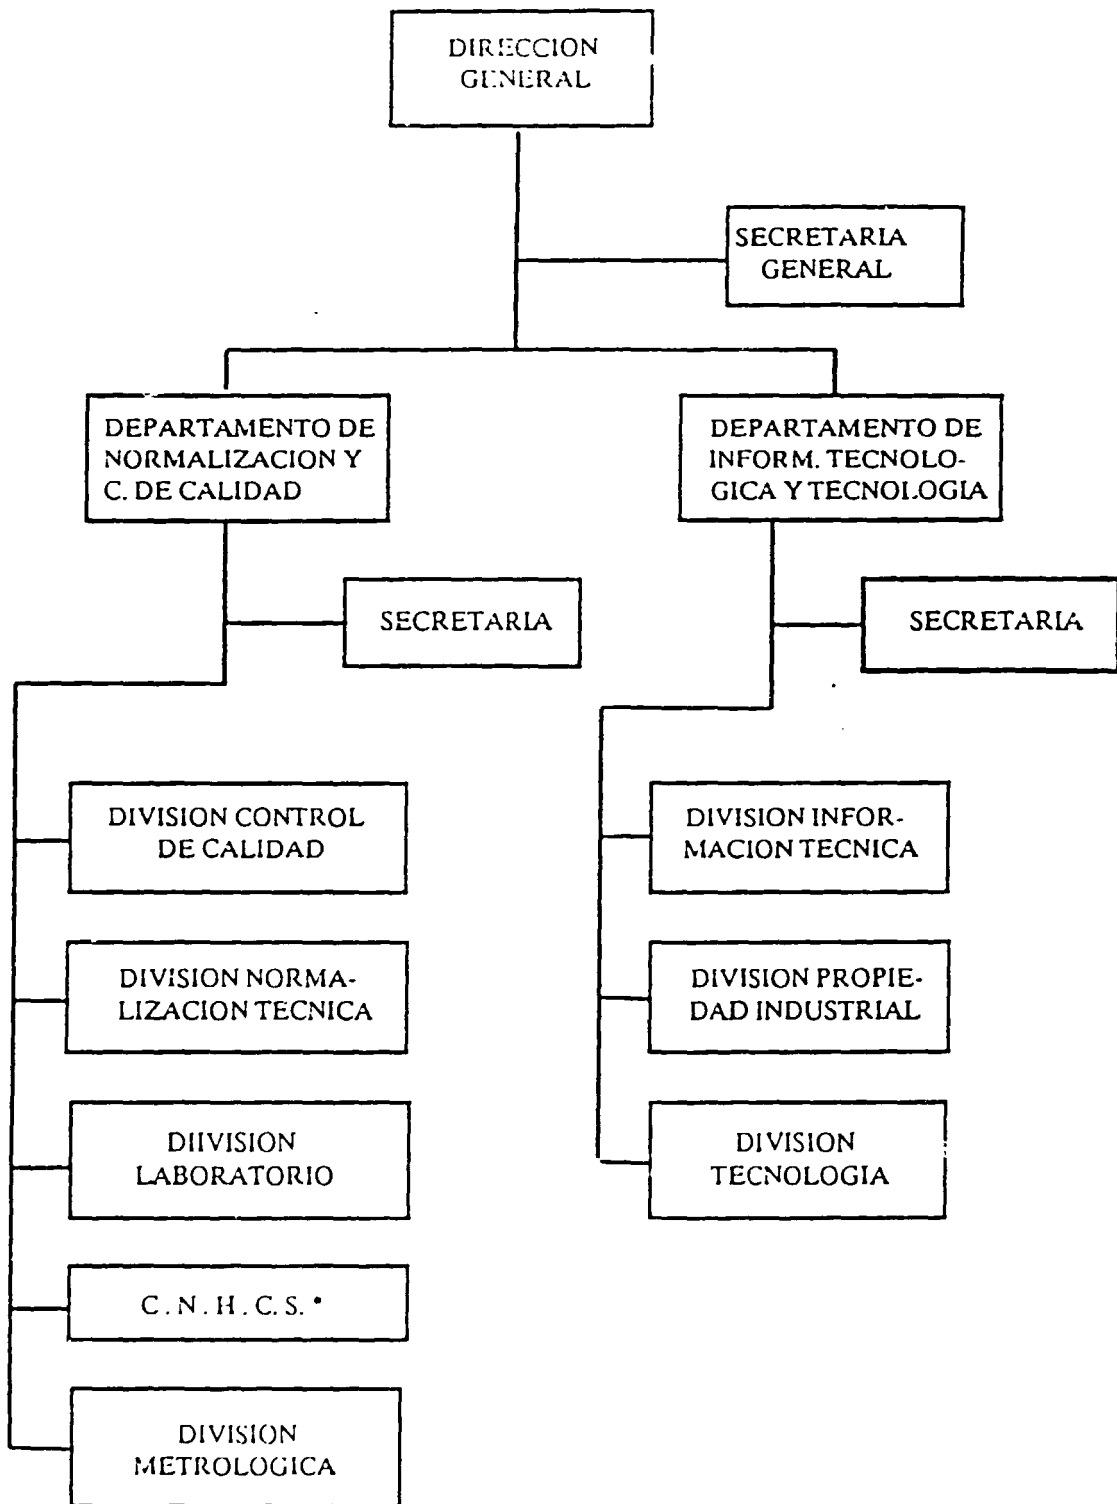 DIRECCION
GENERAL
SECRETARIA
GENERAL
DEPARTAMENTO DE
NORMALIZACION Y
C. DE CALIDAD
DEPARTAMENTO DE
INFORM. TECNOLO-
GICA Y TECNOLOGIA
SECRETARIA
SECRETARIA
DIVISION CONTROL
DE CALIDAD
DIVISION INFOR-
MACION TECNICA
DIVISION NORMA-
LIZACION TECNICA
DIVISION PROPIE-
DAD INDUSTRIAL
DIIVISION
LABORATORIO
DIVISION
TECNOLOGIA
C . N . H . C. S. *
DIVISION
METROLOGICA